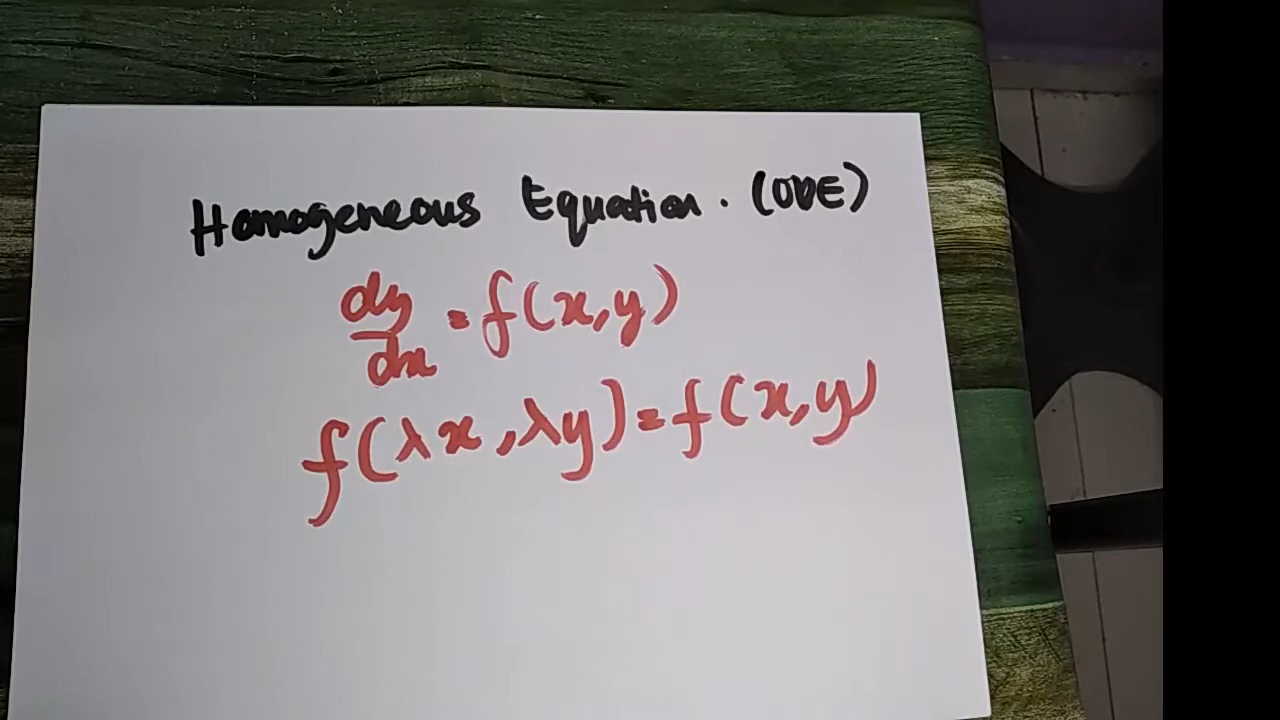 Homogeneous Equation. (ODE)
dy/dx = f(x,y)
f(λx,λy)=f(x,y)